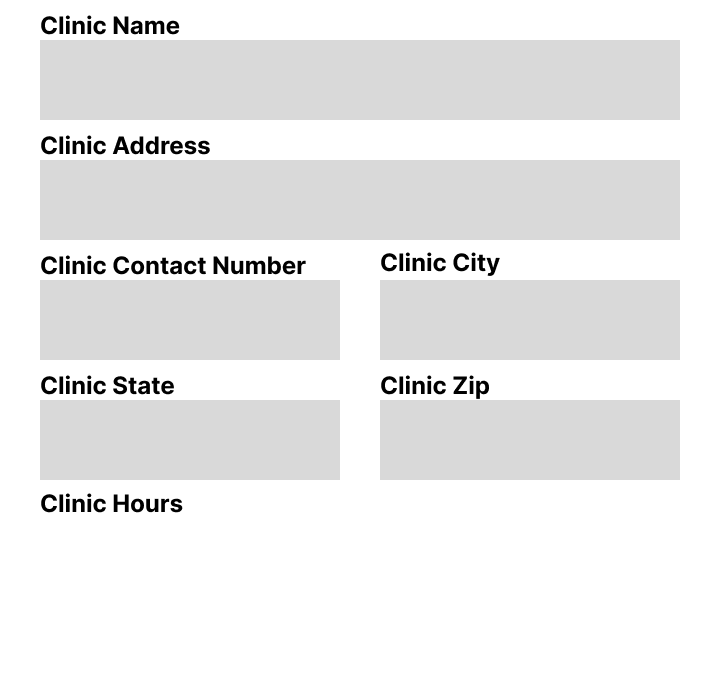 Clinic Name
Clinic Address
Clinic Contact Number
Clinic City
Clinic State
Clinic Zip
Clinic Hours